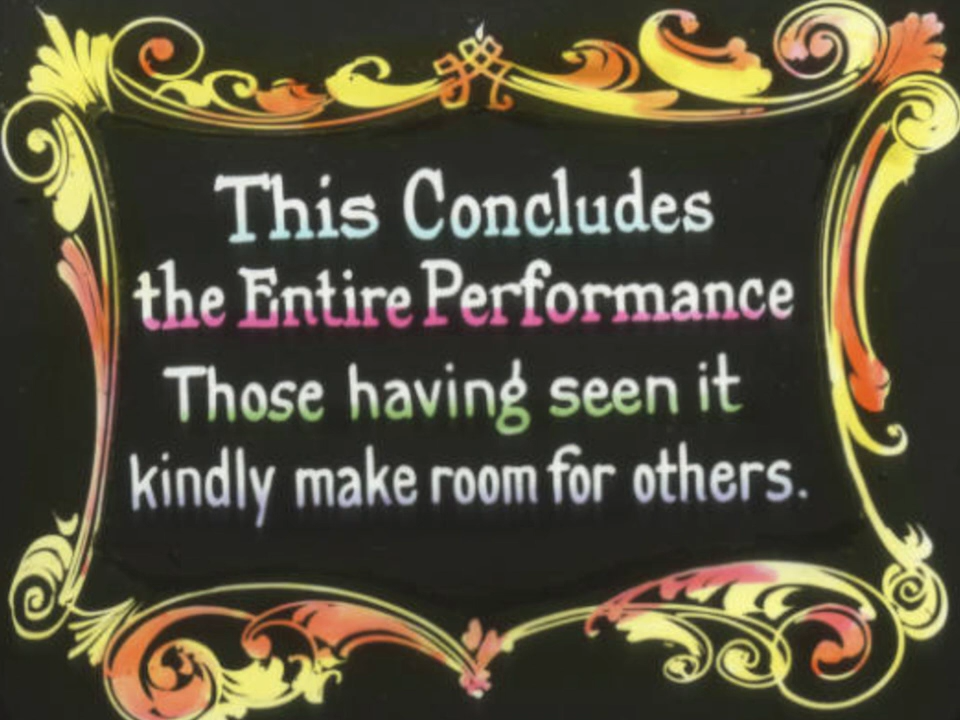 This Concludes
the Entire Performance
Those having seen it
kindly make room for others.